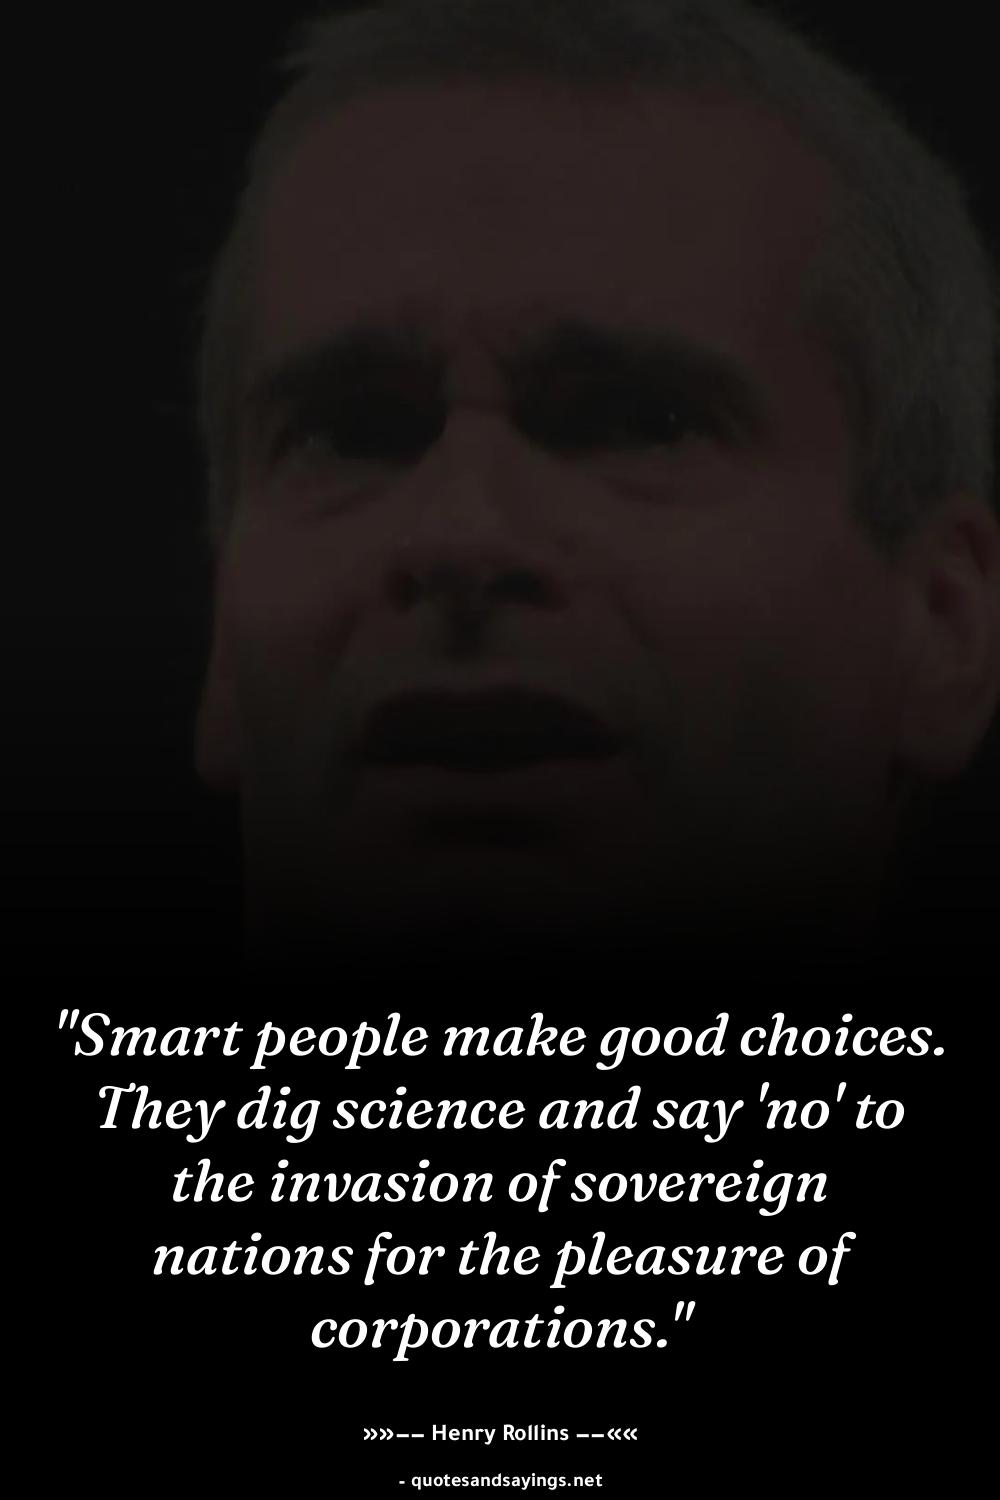 "Smart people make good choices.
They dig science and say 'no' to
the invasion of sovereign
nations for the pleasure of
corporations."
»»–– Henry Rollins ––««
- quotesandsayings.net